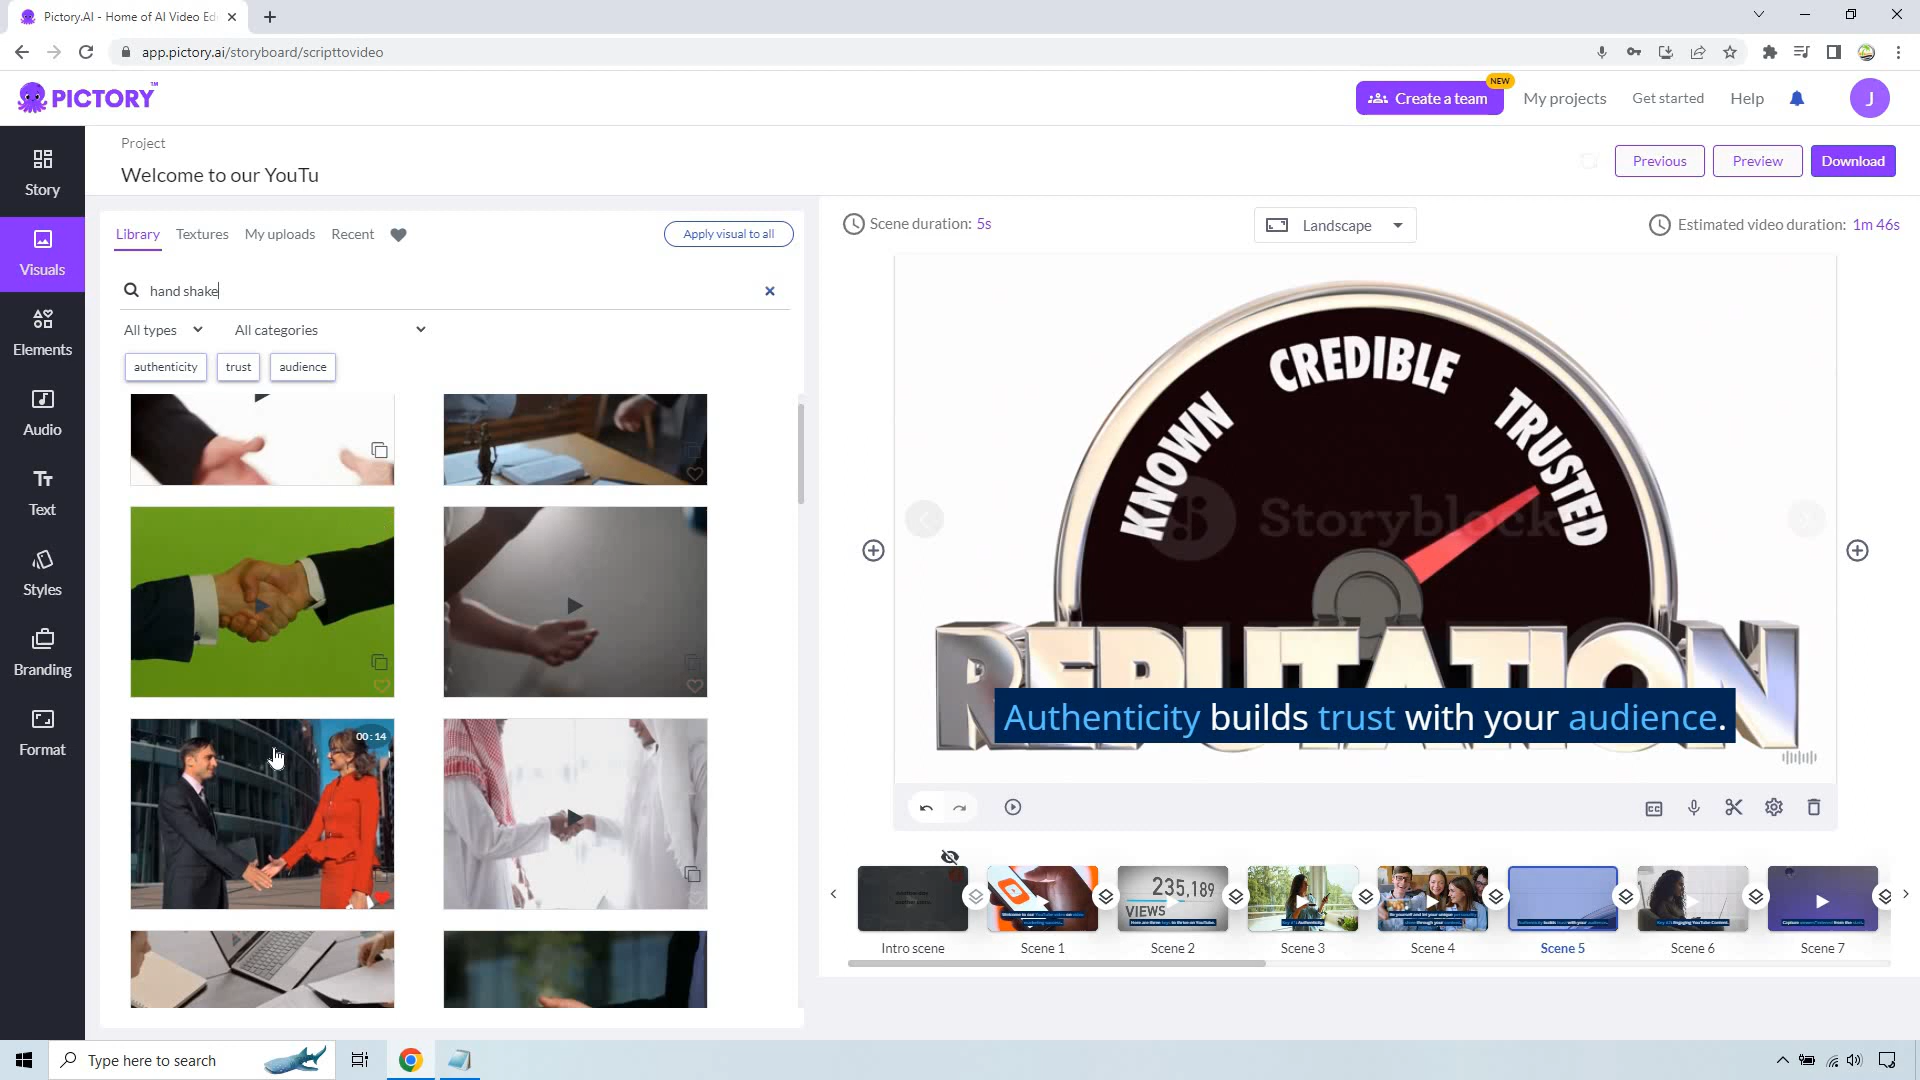 Pictory.AI - Home of AI Video Ed
app.pictory.ai/storyboard/scripttovideo
PICTORY™
NEW
Create a team
My projects
Get started
Help
J
Project
Welcome to our YouTu
Previous
Preview
Download
Story
Visuals
Elements
Audio
Text
Styles
Branding
Format
Library
Textures
My uploads
Recent
Apply visual to all
hand shake
All types
All categories
authenticity
trust
audience
00:14
Scene duration: 5s
Landscape
Estimated video duration: 1m 46s
KNOWN
CREDIBLE
TRUSTED
Storyblock
REPUTATION
Authenticity builds trust with your audience.
235,189
VIEWS
Intro scene
Scene 1
Scene 2
Scene 3
Scene 4
Scene 5
Scene 6
Scene 7
Type here to search